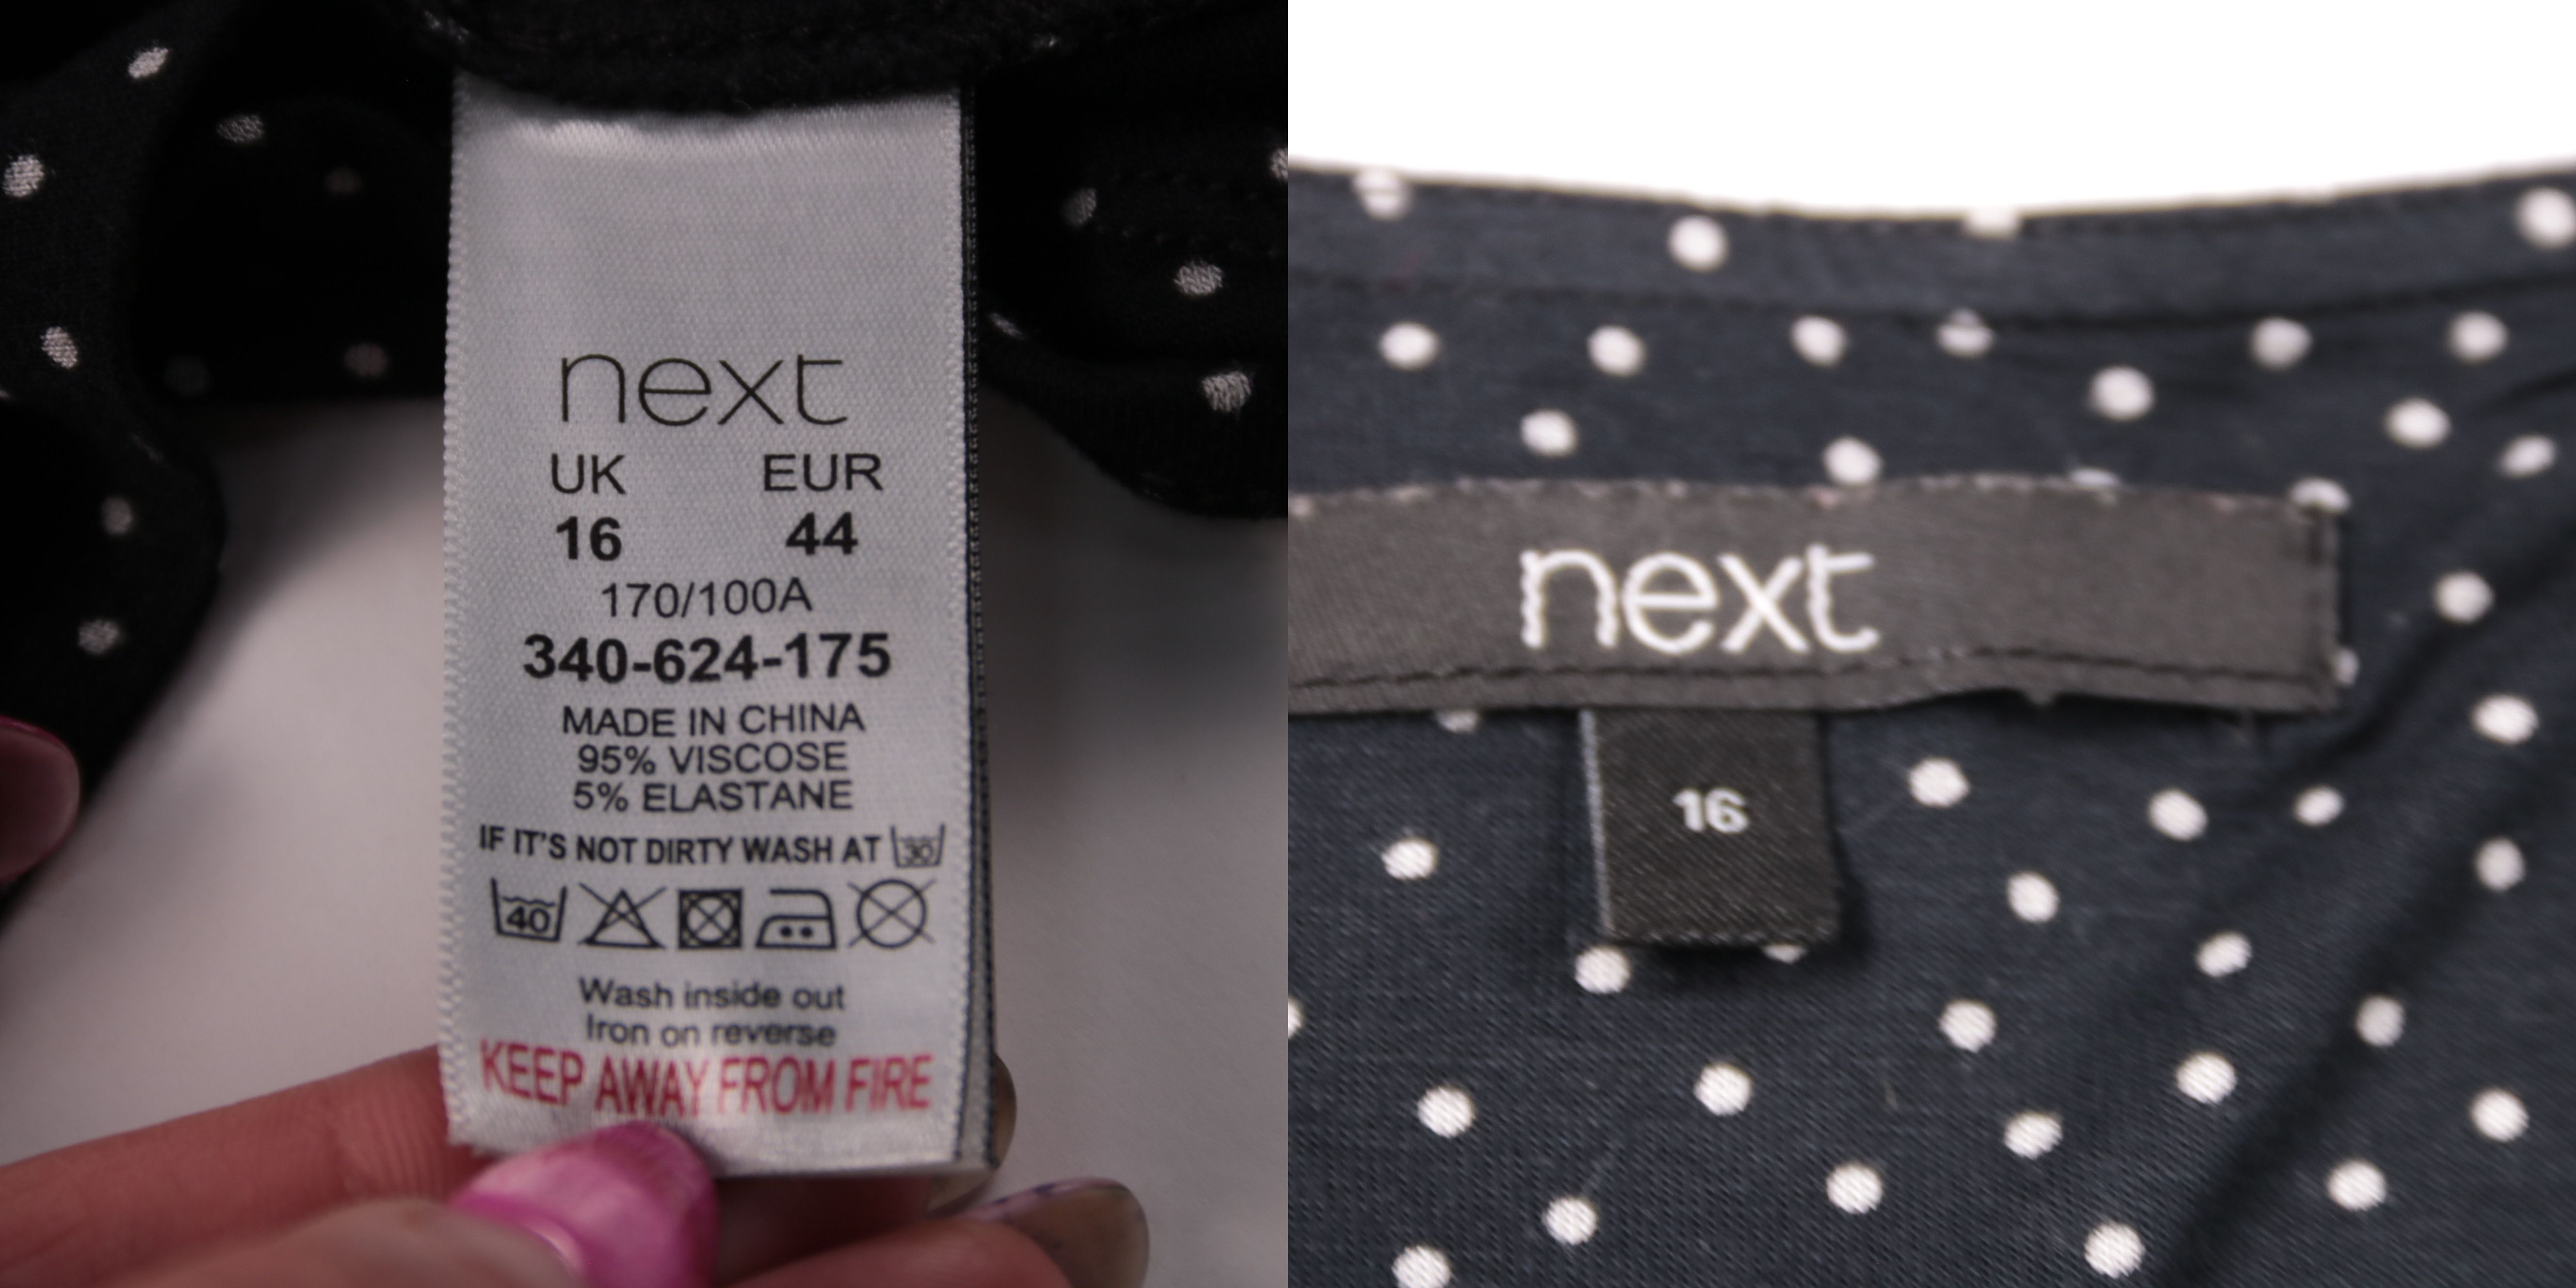 next
UK EUR
16 44
170/100A
340-624-175
MADE IN CHINA
95% VISCOSE
5% ELASTANE
IF IT'S NOT DIRTY WASH AT 30
40
Wash inside out
Iron on reverse
KEEP AWAY FROM FIRE
next
16